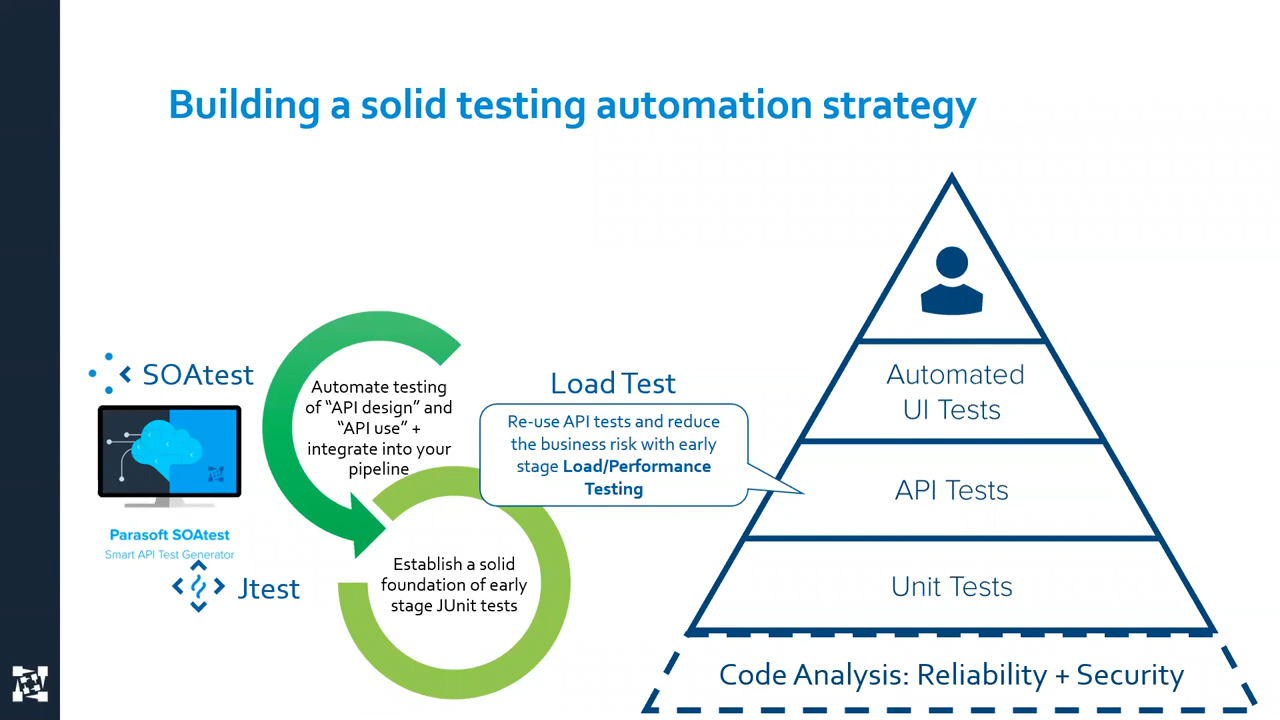 Building a solid testing automation strategy
SOAtest
Parasoft SOAtest
Smart API Test Generator
Jtest
Automate testing
of “API design” and
“API use” +
integrate into your
pipeline
Establish a solid
foundation of early
stage JUnit tests
Load Test
Re-use API tests and reduce
the business risk with early
stage Load/Performance
Testing
Automated
UI Tests
API Tests
Unit Tests
Code Analysis: Reliability + Security